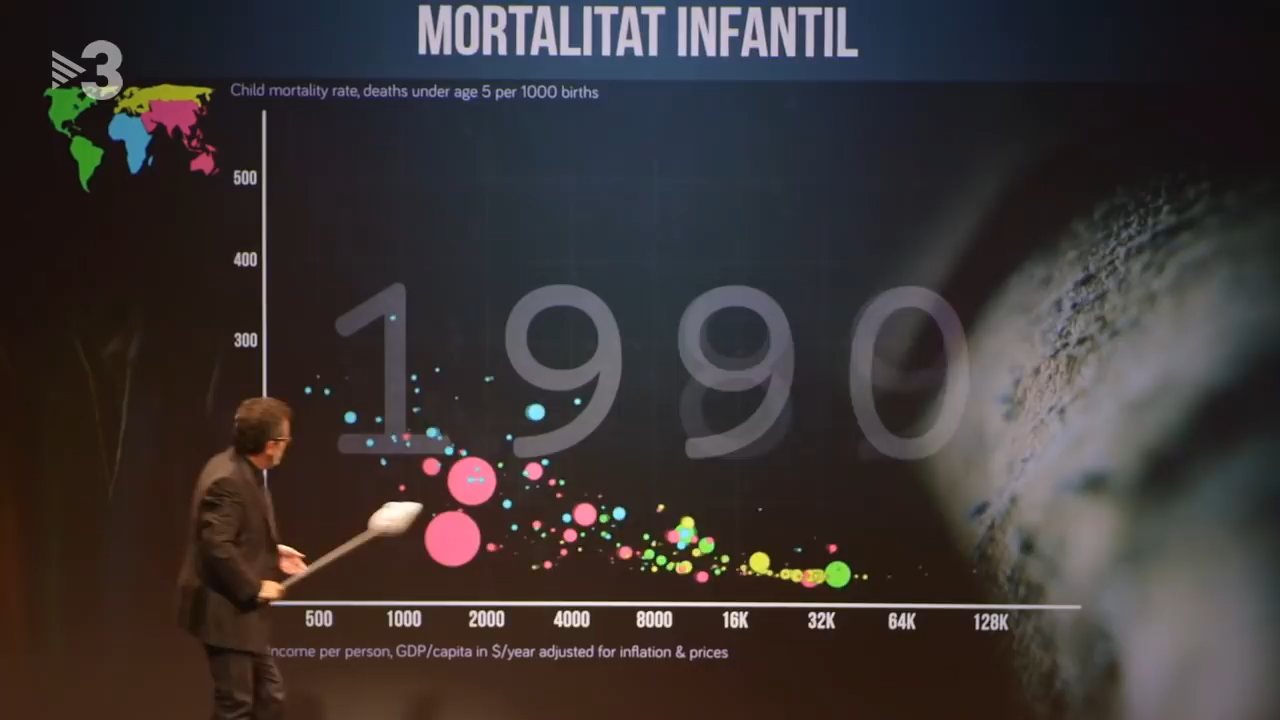 MORTALITAT INFANTIL
3
Child mortality rate, deaths under age 5 per 1000 births
500
400
300
1990
500 1000 2000 4000 8000 16K 32K 64K 128K
Income per person, GDP/capita in $/year adjusted for inflation & prices